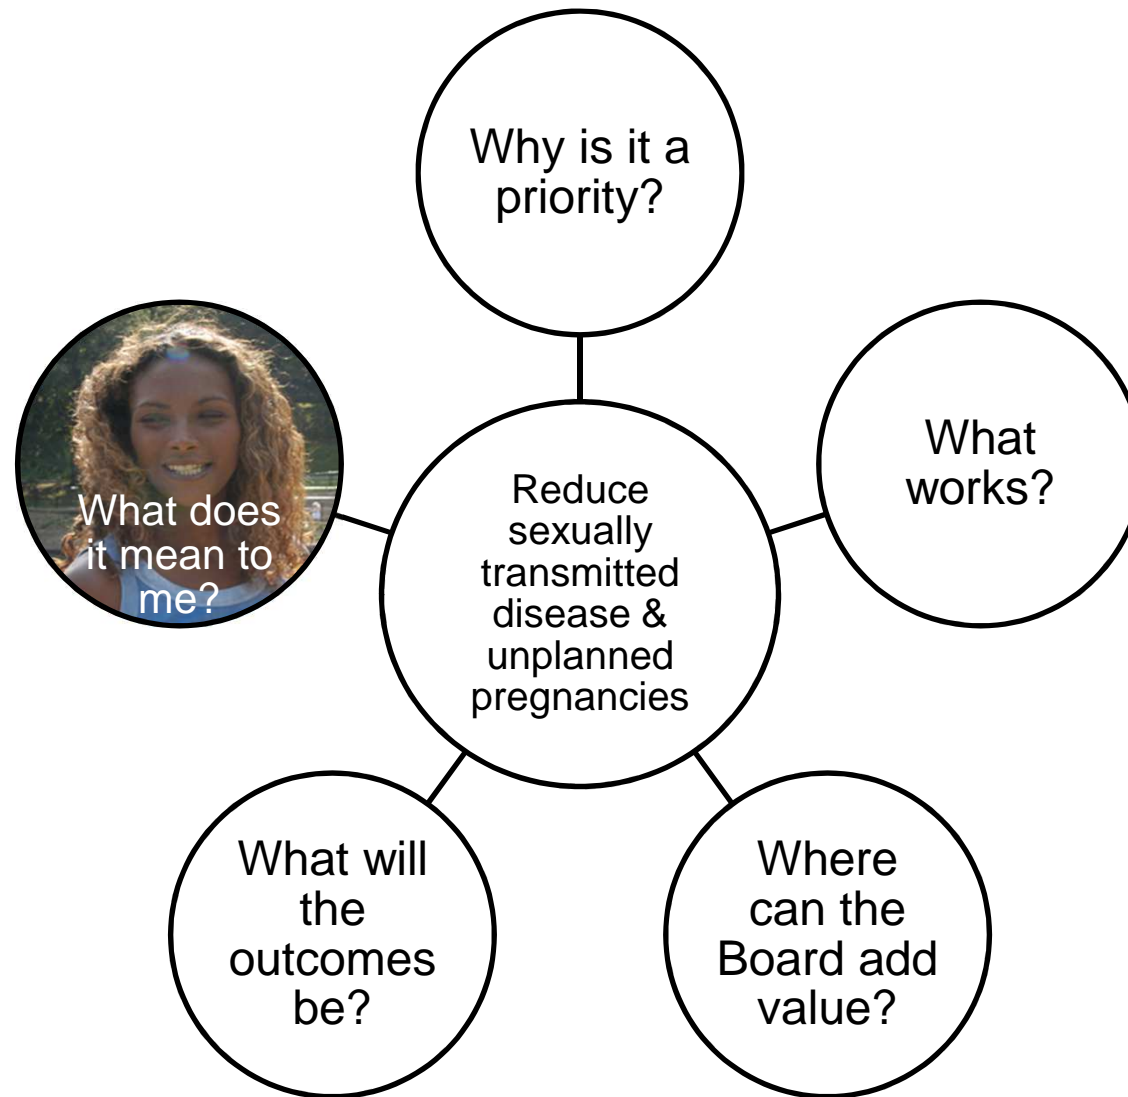 Why is it a
priority?
What
works?
Where
can the
Board add
value?
What will
the
outcomes
be?
What does
it mean to
me?
Reduce
sexually
transmitted
disease &
unplanned
pregnancies